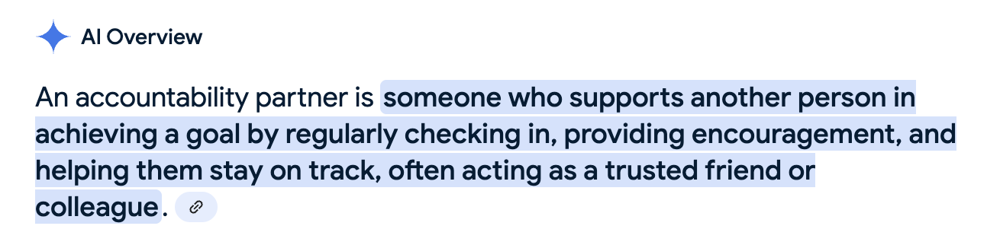 AI Overview
An accountability partner is someone who supports another person in
achieving a goal by regularly checking in, providing encouragement, and
helping them stay on track, often acting as a trusted friend or
colleague.